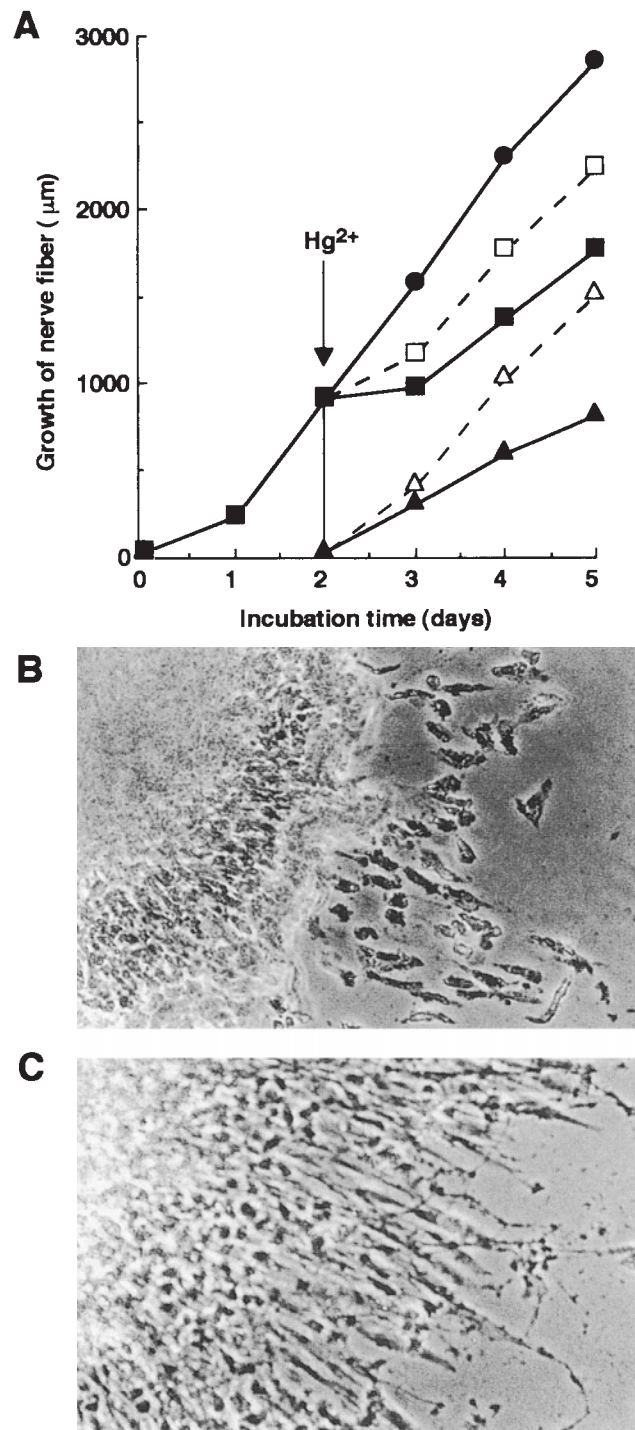 A
3000
2000
1000
0
Growth of nerve fiber ( μm)
Hg2+
0 1 2 3 4 5
Incubation time (days)
B
C